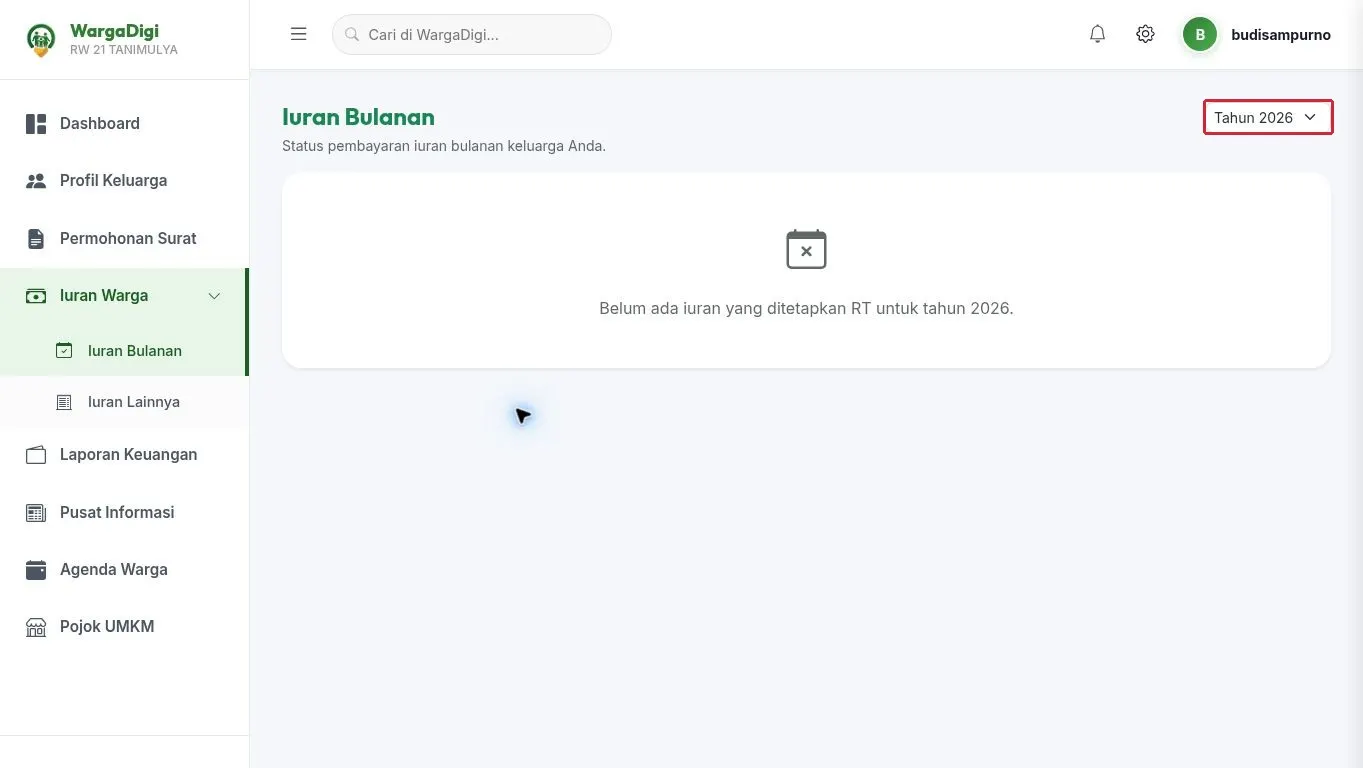 WargaDigi
RW 21 TANIMULYA
Cari di WargaDigi...
B
budisampurno
Dashboard
Profil Keluarga
Permohonan Surat
Iuran Warga
Iuran Bulanan
Iuran Lainnya
Laporan Keuangan
Pusat Informasi
Agenda Warga
Pojok UMKM
Iuran Bulanan
Tahun 2026
Status pembayaran iuran bulanan keluarga Anda.
Belum ada iuran yang ditetapkan RT untuk tahun 2026.